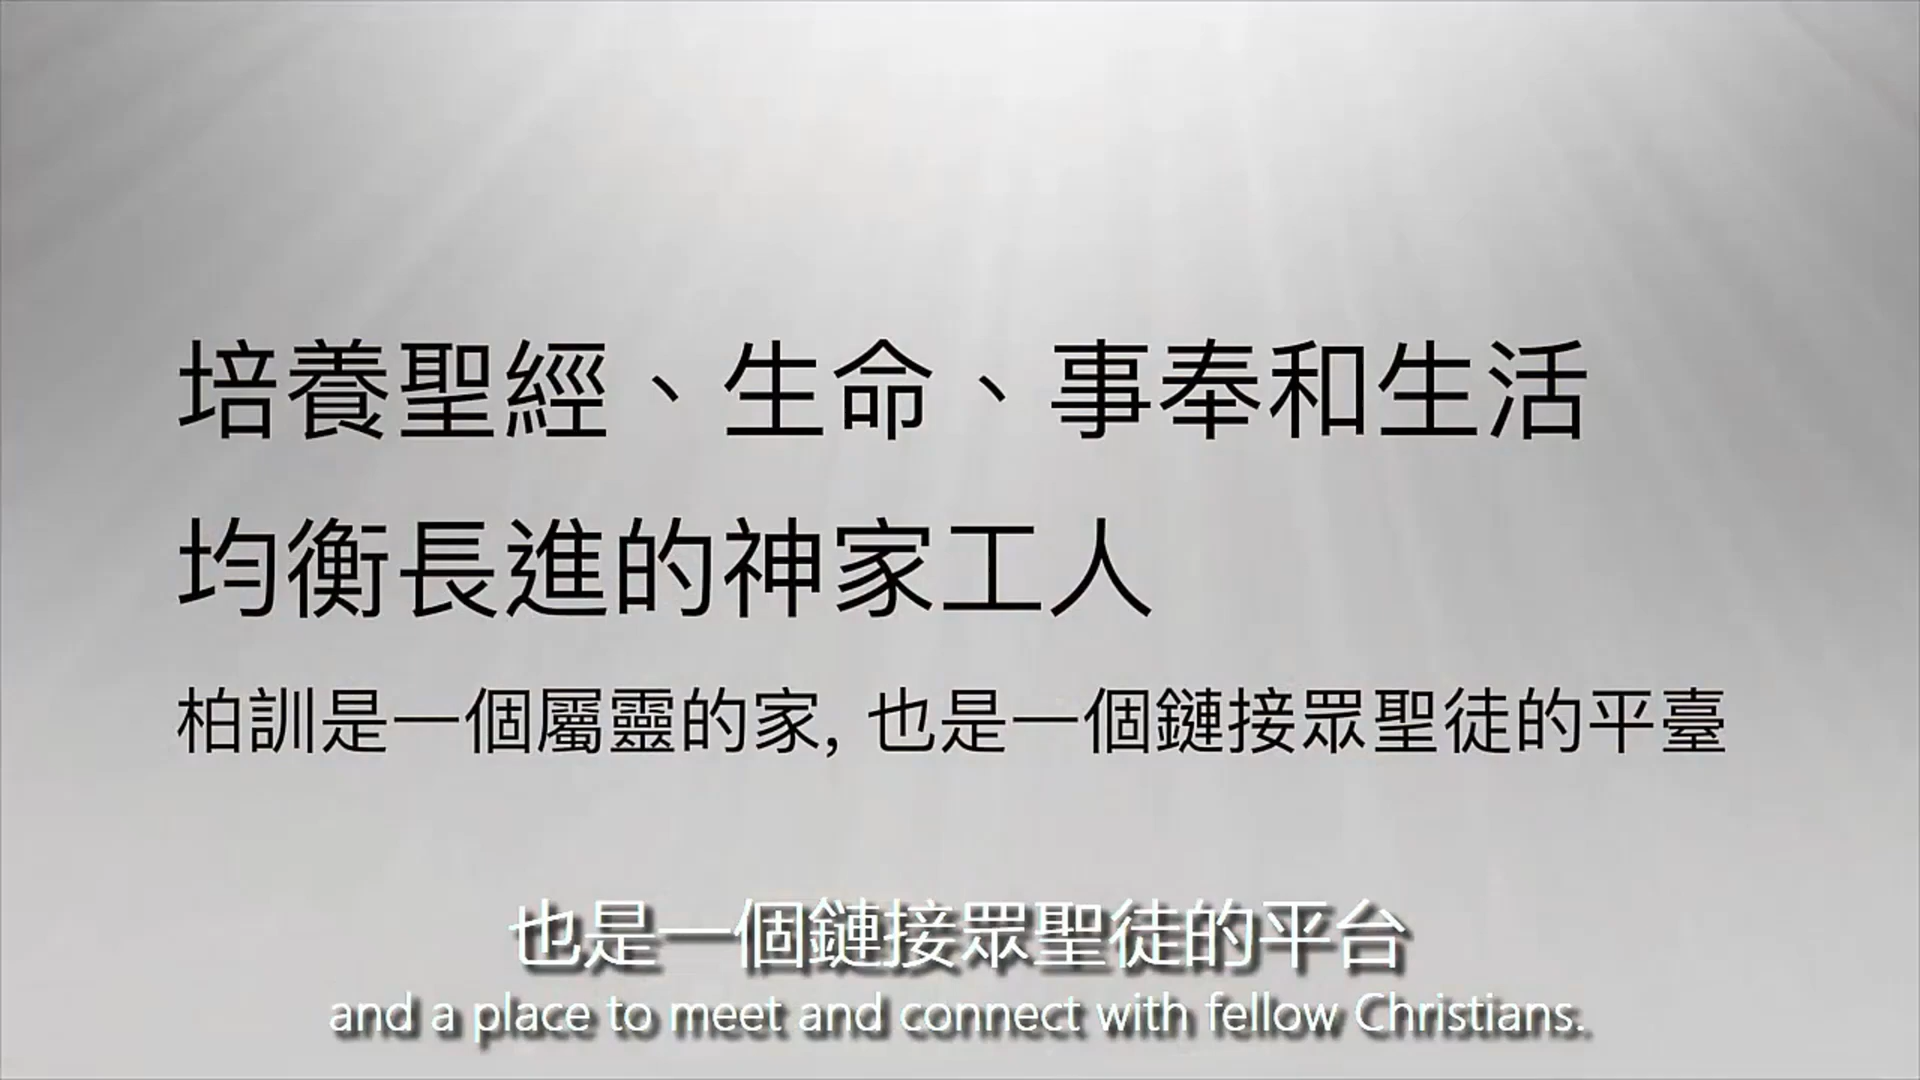 培養聖經、生命、事奉和生活
均衡長進的神家工人
柏訓是一個屬靈的家, 也是一個鏈接眾聖徒的平臺
也是一個鏈接眾聖徒的平台
and a place to meet and connect with fellow Christians.